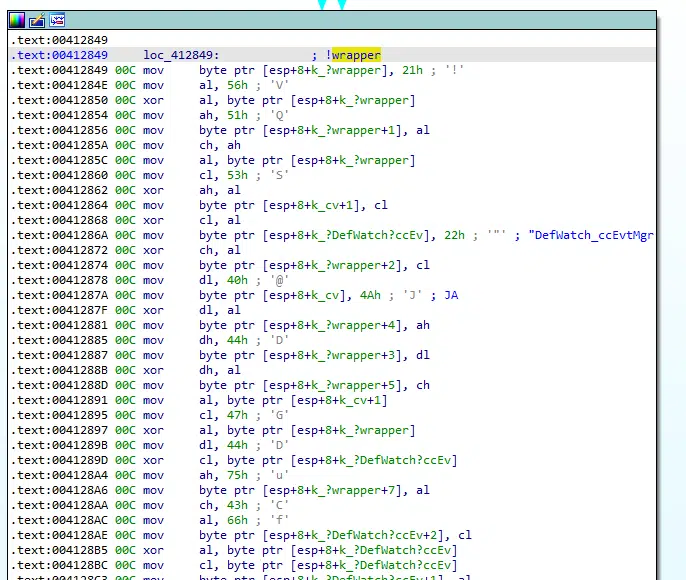 .text:00412849
.text:00412849 loc_412849: ; !wrapper
.text:00412849 00C mov byte ptr [esp+8+k_?wrapper], 21h ; '!'
.text:0041284E 00C mov al, 56h ; 'V'
.text:00412850 00C xor al, byte ptr [esp+8+k_?wrapper]
.text:00412854 00C mov ah, 51h ; 'Q'
.text:00412856 00C mov byte ptr [esp+8+k_?wrapper+1], al
.text:0041285A 00C mov ch, ah
.text:0041285C 00C mov al, byte ptr [esp+8+k_?wrapper]
.text:00412860 00C mov cl, 53h ; 'S'
.text:00412862 00C xor ah, al
.text:00412864 00C mov byte ptr [esp+8+k_cv+1], cl
.text:00412868 00C xor cl, al
.text:0041286A 00C mov byte ptr [esp+8+k_?DefWatch?ccEv], 22h ; '"' ; "DefWatch_ccEvtMgr
.text:00412872 00C xor ch, al
.text:00412874 00C mov byte ptr [esp+8+k_?wrapper+2], cl
.text:00412878 00C mov dl, 40h ; '@'
.text:0041287A 00C mov byte ptr [esp+8+k_cv], 4Ah ; 'J' ; JA
.text:0041287F 00C xor dl, al
.text:00412881 00C mov byte ptr [esp+8+k_?wrapper+4], ah
.text:00412885 00C mov dh, 44h ; 'D'
.text:00412887 00C mov byte ptr [esp+8+k_?wrapper+3], dl
.text:0041288B 00C xor dh, al
.text:0041288D 00C mov byte ptr [esp+8+k_?wrapper+5], ch
.text:00412891 00C mov al, byte ptr [esp+8+k_cv+1]
.text:00412895 00C mov cl, 47h ; 'G'
.text:00412897 00C xor al, byte ptr [esp+8+k_?wrapper]
.text:0041289B 00C mov dl, 44h ; 'D'
.text:0041289D 00C xor cl, byte ptr [esp+8+k_?DefWatch?ccEv]
.text:004128A4 00C mov ah, 75h ; 'u'
.text:004128A6 00C mov byte ptr [esp+8+k_?wrapper+7], al
.text:004128AA 00C mov ch, 43h ; 'C'
.text:004128AC 00C mov al, 66h ; 'f'
.text:004128AE 00C mov byte ptr [esp+8+k_?DefWatch?ccEv+2], cl
.text:004128B5 00C xor al, byte ptr [esp+8+k_?DefWatch?ccEv]
.text:004128BC 00C mov cl, byte ptr [esp+8+k_?DefWatch?ccEv]
.text:004128C3 00C mov byte ptr [esp+8+k_?DefWatch?ccEv+1], al